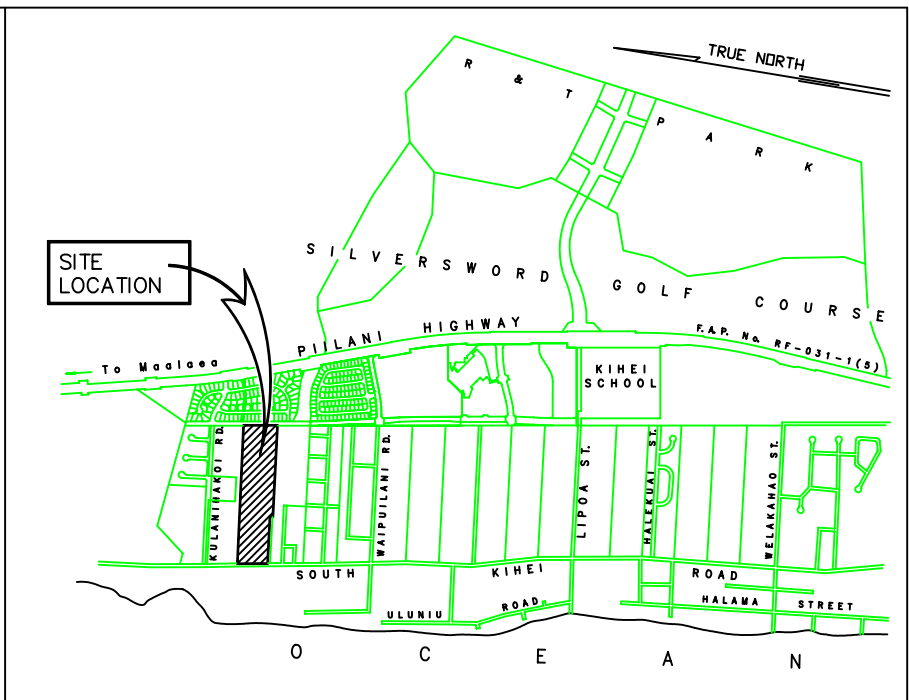 TRUE NORTH
R & T PARK
SITE
LOCATION
SILVERSWORD GOLF COURSE
PIILANI HIGHWAY
F.A.P. No. RF-031-1(5)
To Maalaea
KIHEI
SCHOOL
KULANIHAKOI RD.
WAIPUILANI RD.
LIPOA ST.
HALEKUAI ST.
WELAKAHAO ST.
SOUTH KIHEI ROAD
HALAMA STREET
ULUNIU ROAD
OCEAN